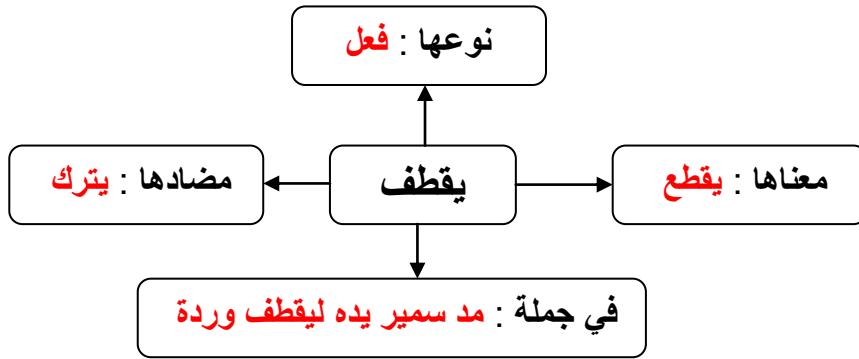 نوعها : فعل
معناها : يقطع
يقطف
مضادها : يترك
في جملة : مد سمير يده ليقطف وردة